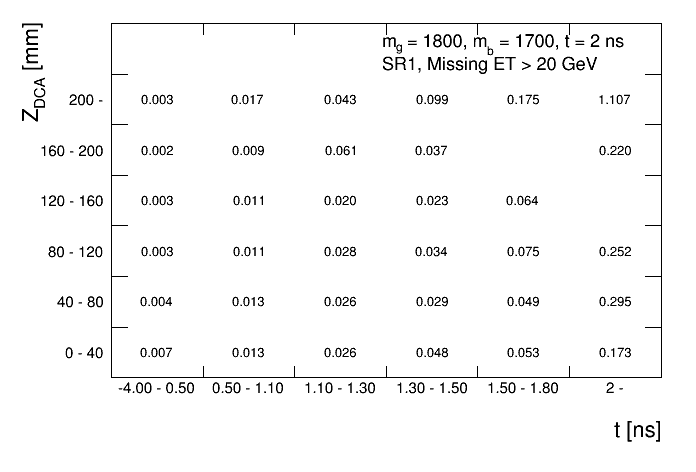 Z_DCA [mm]
m_g = 1800, m_b = 1700, t = 2 ns
SR1, Missing ET > 20 GeV
200 - 0.003 0.017 0.043 0.099 0.175 1.107
160 - 200 0.002 0.009 0.061 0.037 0.220
120 - 160 0.003 0.011 0.020 0.023 0.064
80 - 120 0.003 0.011 0.028 0.034 0.075 0.252
40 - 80 0.004 0.013 0.026 0.029 0.049 0.295
0 - 40 0.007 0.013 0.026 0.048 0.053 0.173
-4.00 - 0.50 0.50 - 1.10 1.10 - 1.30 1.30 - 1.50 1.50 - 1.80 2 -
t [ns]